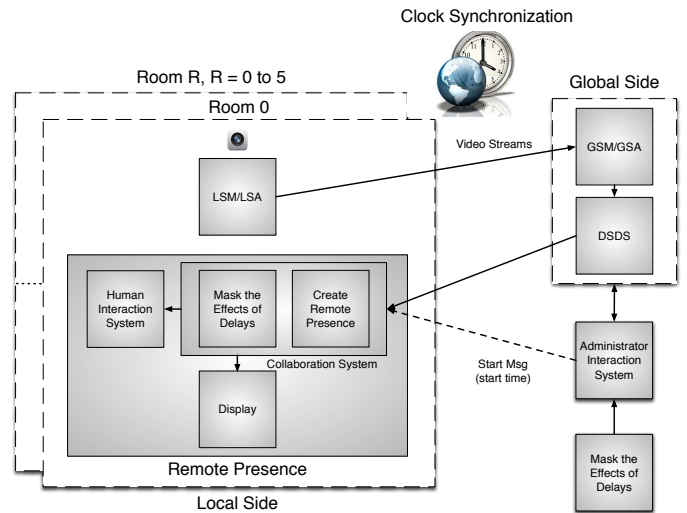 Clock Synchronization
Room R, R = 0 to 5
Room 0
Global Side
Video Streams
GSM/GSA
LSM/LSA
DSDS
Human
Interaction
System
Mask the
Effects of
Delays
Create
Remote
Presence
Collaboration System
Display
Remote Presence
Local Side
Start Msg
(start time)
Administrator
Interaction
System
Mask the
Effects of
Delays